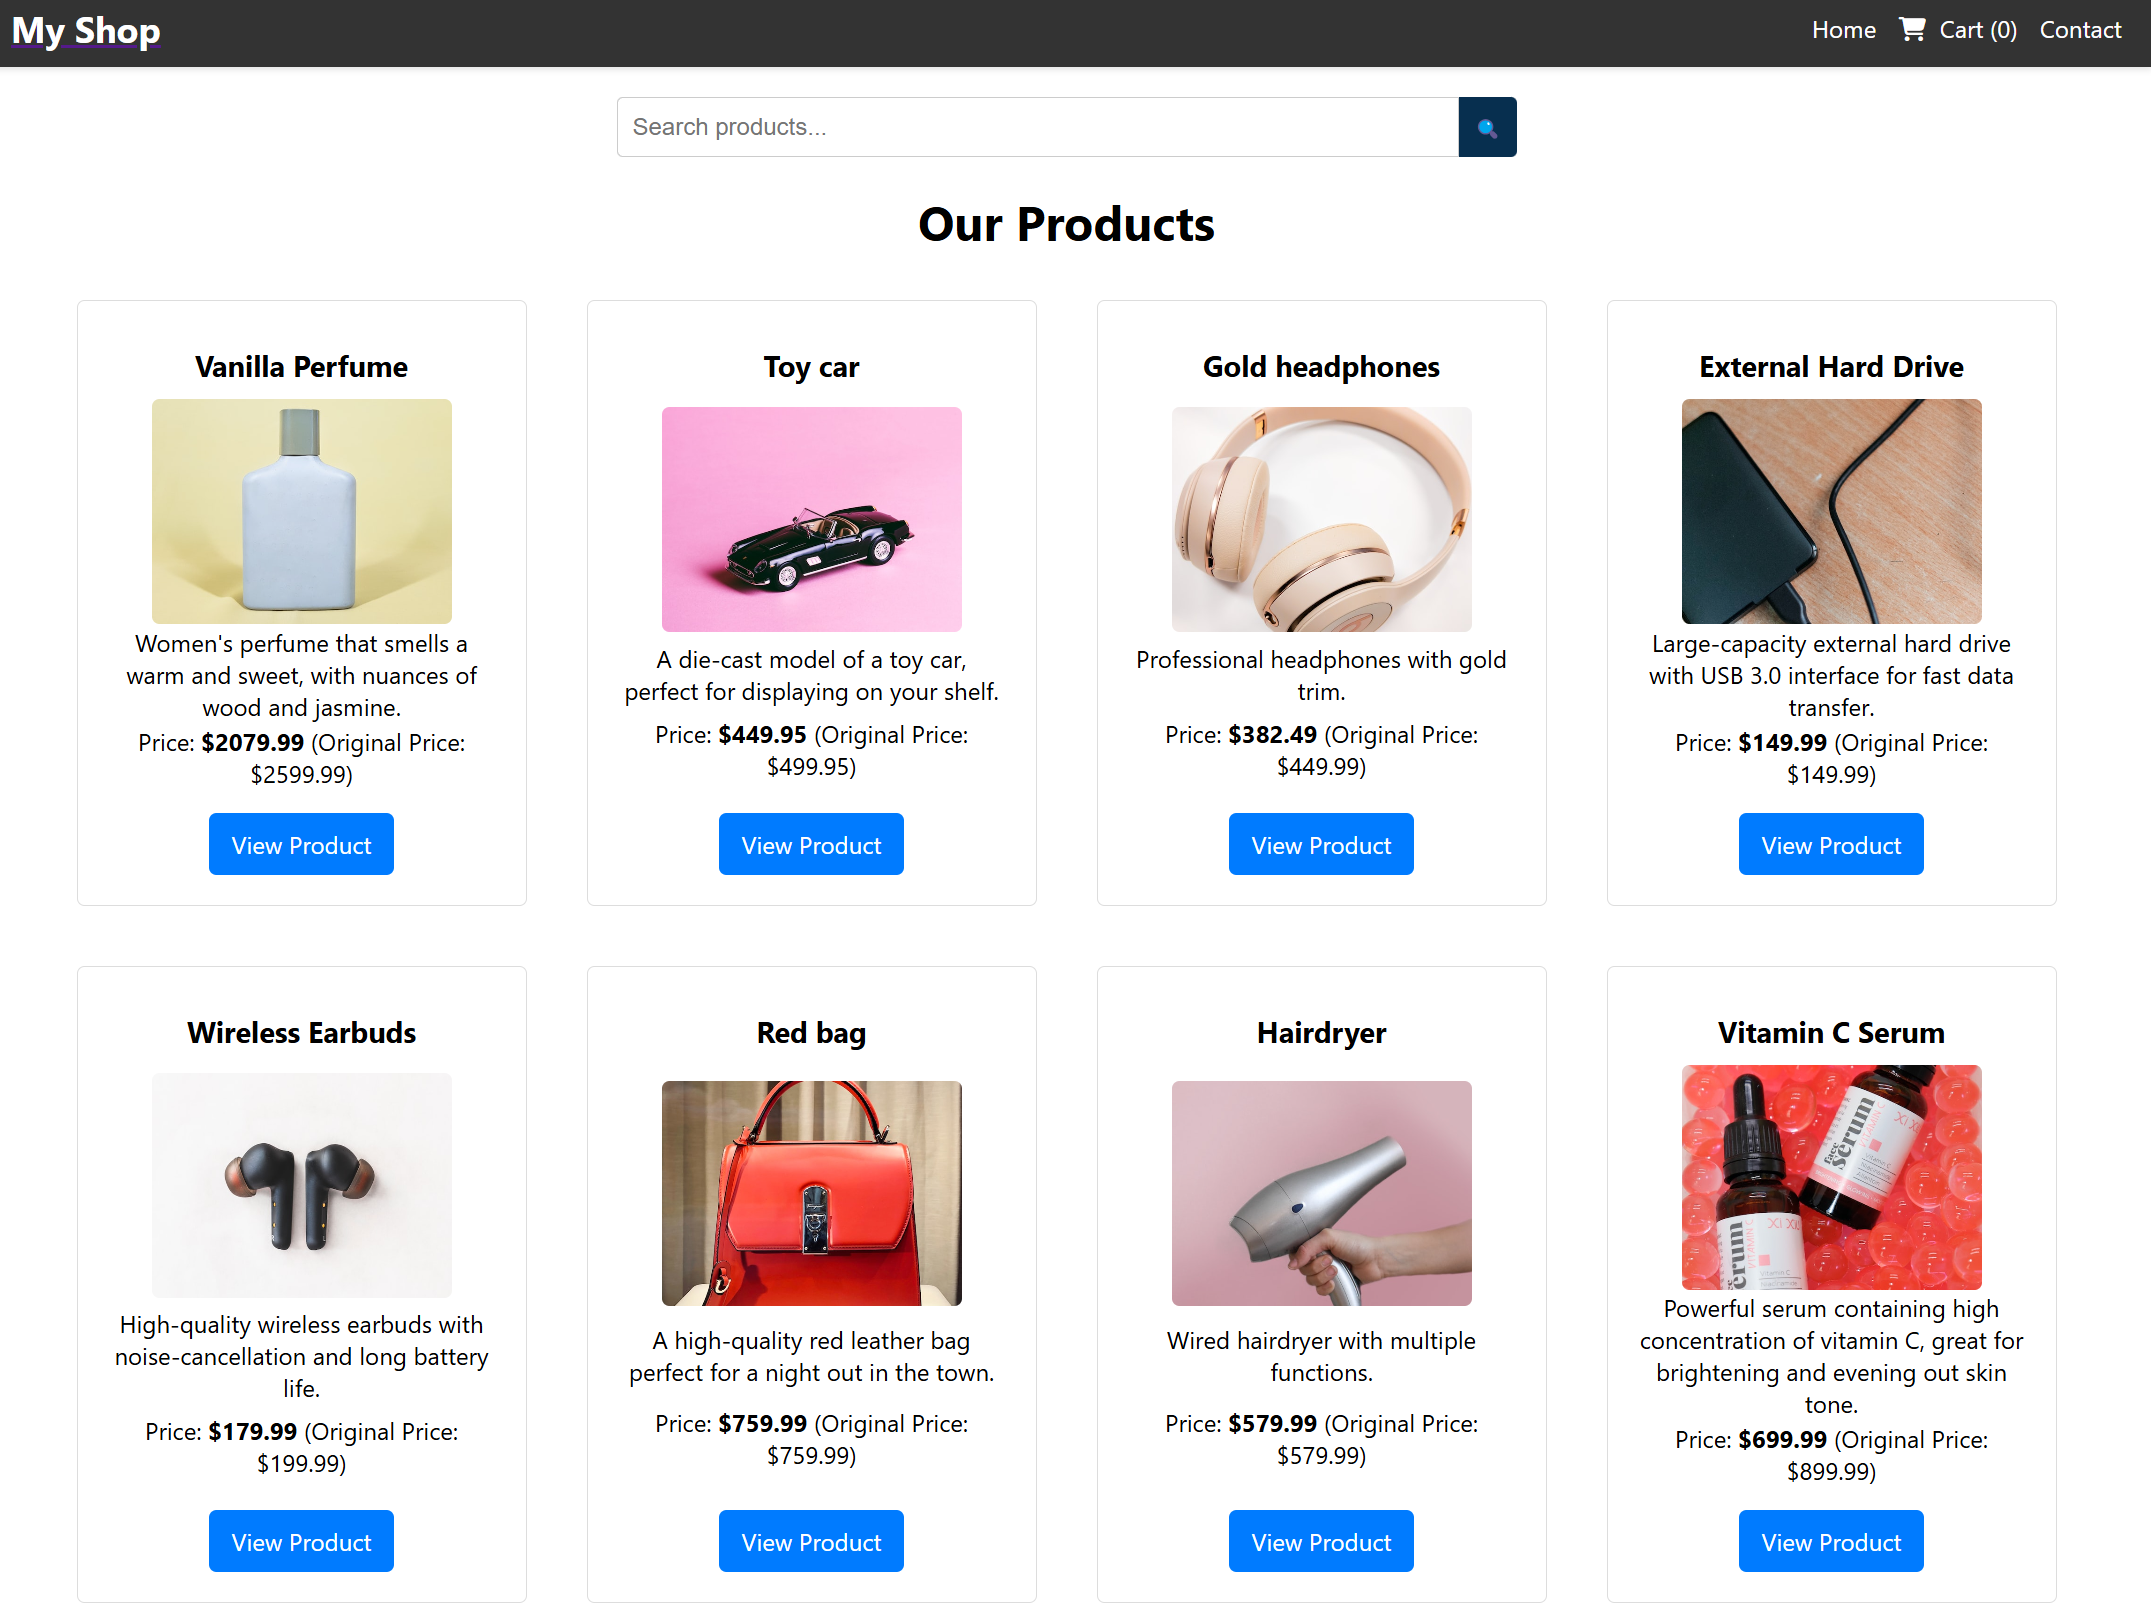 My Shop
Home Cart (0) Contact
Search products...
Our Products
Vanilla Perfume
Women's perfume that smells a
warm and sweet, with nuances of
wood and jasmine.
Price: $2079.99 (Original Price:
$2599.99)
View Product
Toy car
A die-cast model of a toy car,
perfect for displaying on your shelf.
Price: $449.95 (Original Price:
$499.95)
View Product
Gold headphones
Professional headphones with gold
trim.
Price: $382.49 (Original Price:
$449.99)
View Product
External Hard Drive
Large-capacity external hard drive
with USB 3.0 interface for fast data
transfer.
Price: $149.99 (Original Price:
$149.99)
View Product
Wireless Earbuds
High-quality wireless earbuds with
noise-cancellation and long battery
life.
Price: $179.99 (Original Price:
$199.99)
View Product
Red bag
A high-quality red leather bag
perfect for a night out in the town.
Price: $759.99 (Original Price:
$759.99)
View Product
Hairdryer
Wired hairdryer with multiple
functions.
Price: $579.99 (Original Price:
$579.99)
View Product
Vitamin C Serum
face
serum
VITAMIN C
Vitamin C
Niacinamide
serum
VITAMIN C
Vitamin C
Niacinamide
Powerful serum containing high
concentration of vitamin C, great for
brightening and evening out skin
tone.
Price: $699.99 (Original Price:
$899.99)
View Product